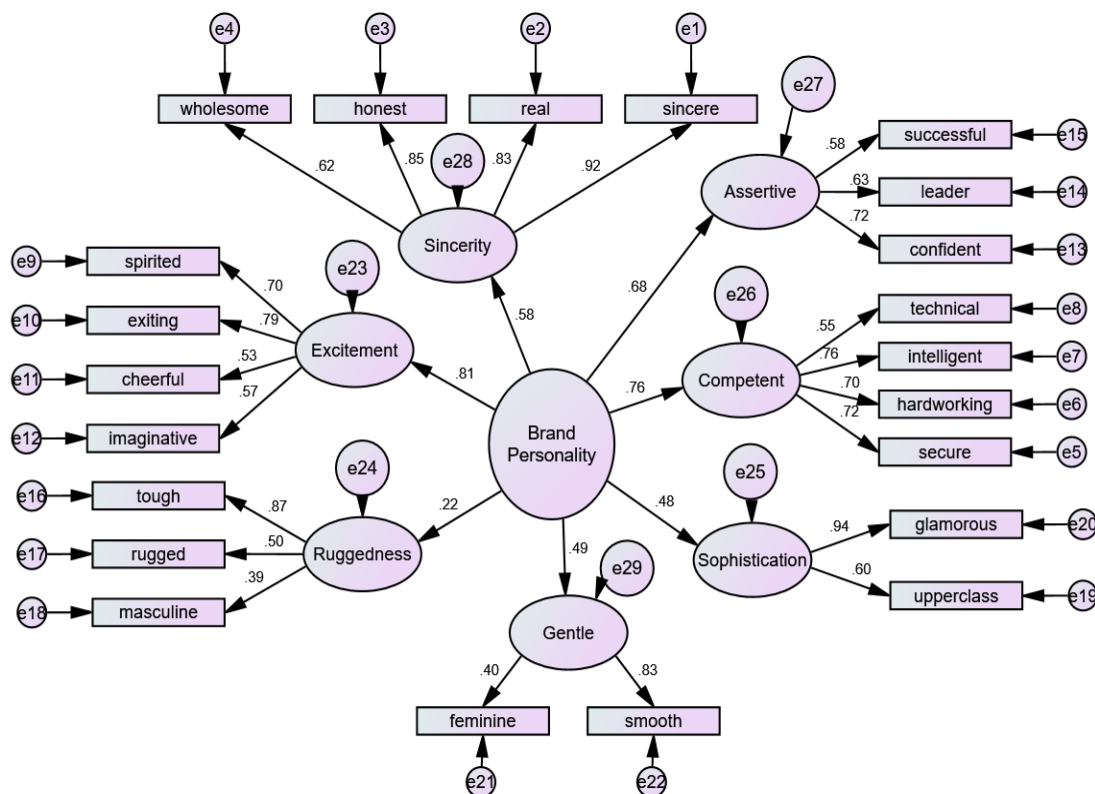 e4
e3
e2
e1
wholesome
honest
real
sincere
e27
successful
e15
.58
.62
.85
e28
.83
.92
Assertive
.63
leader
e14
.72
confident
e13
Sincerity
e9
spirited
e23
.70
.68
e26
technical
e8
.58
.55
e10
exiting
.79
Excitement
.76
intelligent
e7
e11
cheerful
.53
.81
.76
Competent
.70
hardworking
e6
.57
.72
e12
imaginative
Brand
Personality
secure
e5
e24
e25
e16
tough
.87
.22
.48
.94
glamorous
e20
e17
rugged
.50
Ruggedness
.49
Sophistication
.39
e29
.60
e18
masculine
upperclass
e19
Gentle
.40
.83
feminine
smooth
e21
e22